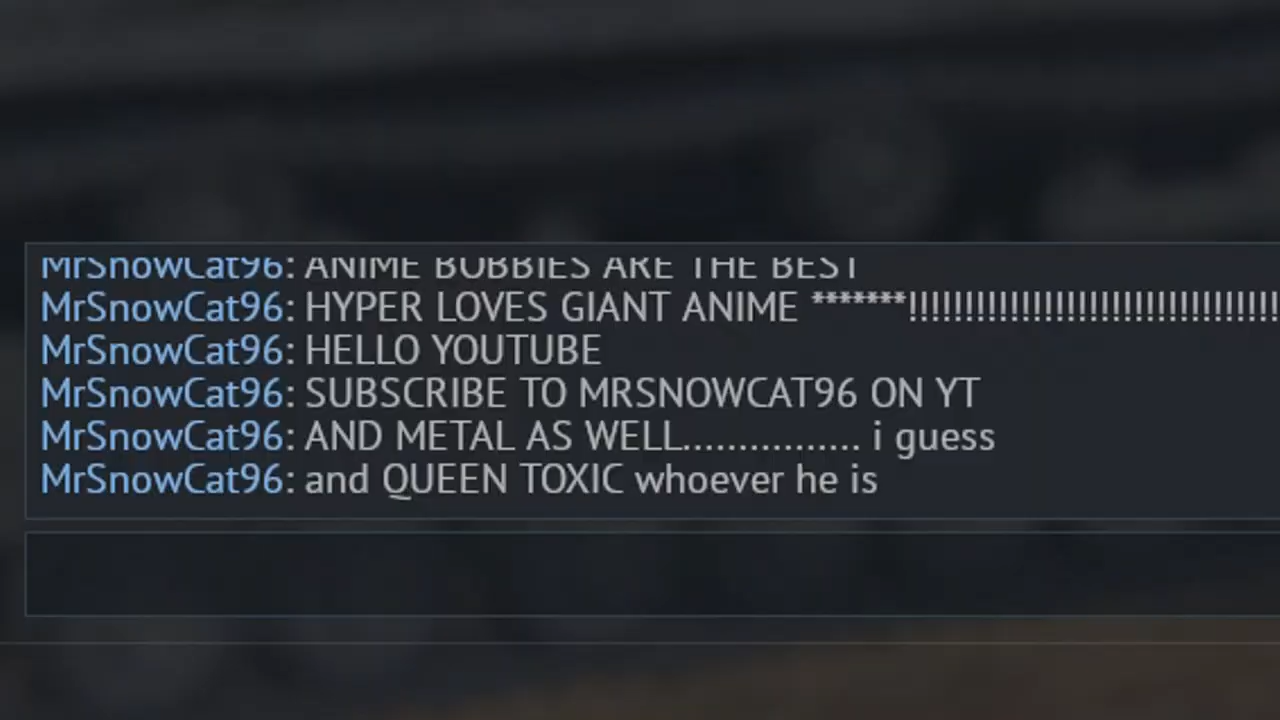 MrSnowCat96: ANIME BOBBIES ARE THE BEST
MrSnowCat96: HYPER LOVES GIANT ANIME *******!!!!!!!!!!!!!!!!!!!!!!!!!!!!!!!!!
MrSnowCat96: HELLO YOUTUBE
MrSnowCat96: SUBSCRIBE TO MRSNOWCAT96 ON YT
MrSnowCat96: AND METAL AS WELL................ i guess
MrSnowCat96: and QUEEN TOXIC whoever he is